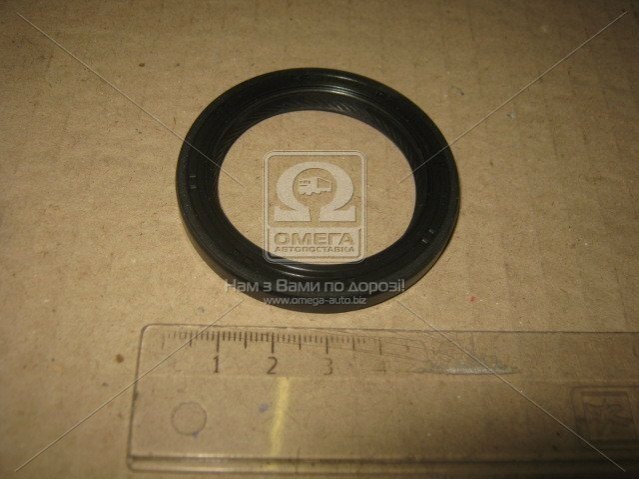 ОМЕГА
АВТОПОСТАВКА
Нам з Вами по дорозі!
www.omega-auto.biz
1 2 3 4